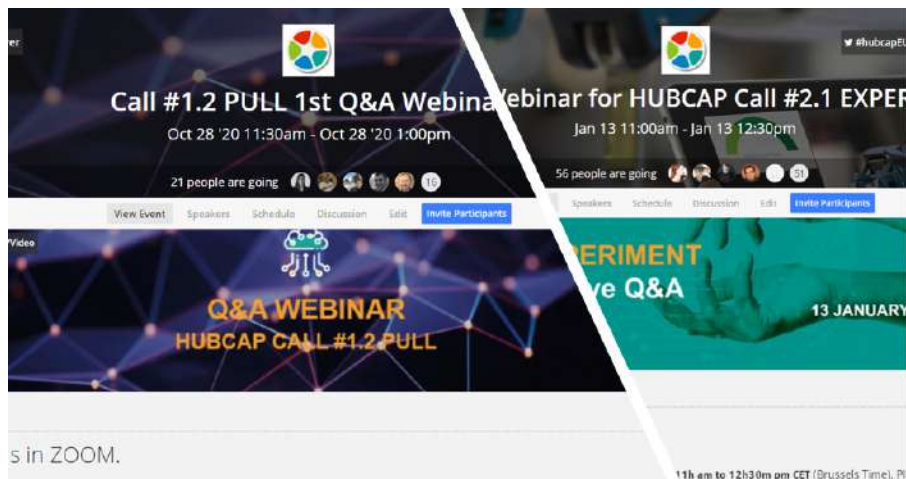 Call #1.2 PULL 1st Q&A Webina
Oct 28 '20 11:30am - Oct 28 '20 1:00pm
21 people are going
16
View Event Speakers Schedule Discussion Edit Invite Participants
/Video
Q&A WEBINAR
HUBCAP CALL #1.2 PULL
s in ZOOM.
#hubcapEU
ebinar for HUBCAP Call #2.1 EXPER
Jan 13 11:00am - Jan 13 12:30pm
56 people are going
51
Speakers Schedule Discussion Edit Invite Participants
PERIMENT
ve Q&A
13 JANUARY
11h am to 12h30m pm CET (Brussels Time). Pl